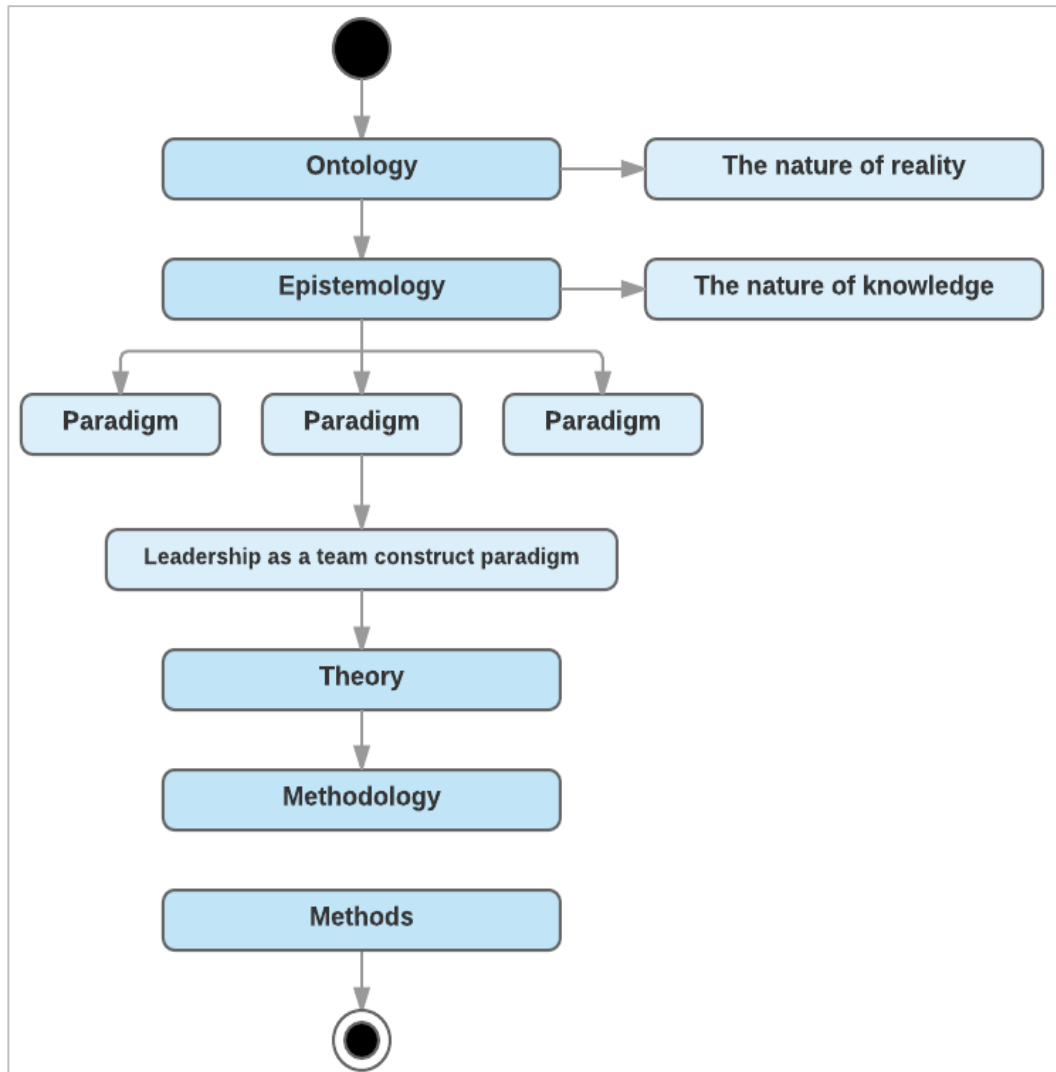 Ontology
The nature of reality
Epistemology
The nature of knowledge
Paradigm
Paradigm
Paradigm
Leadership as a team construct paradigm
Theory
Methodology
Methods